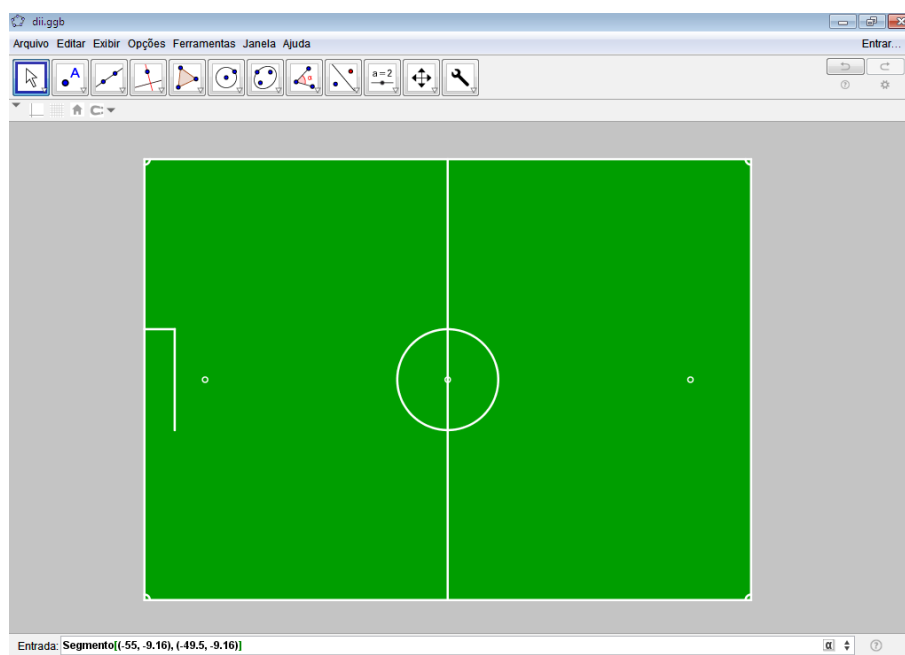 dii.ggb
Arquivo Editar Exibir Opções Ferramentas Janela Ajuda Entrar...
A α a=2
Entrada: Segmento[(-55, -9.16), (-49.5, -9.16)] α